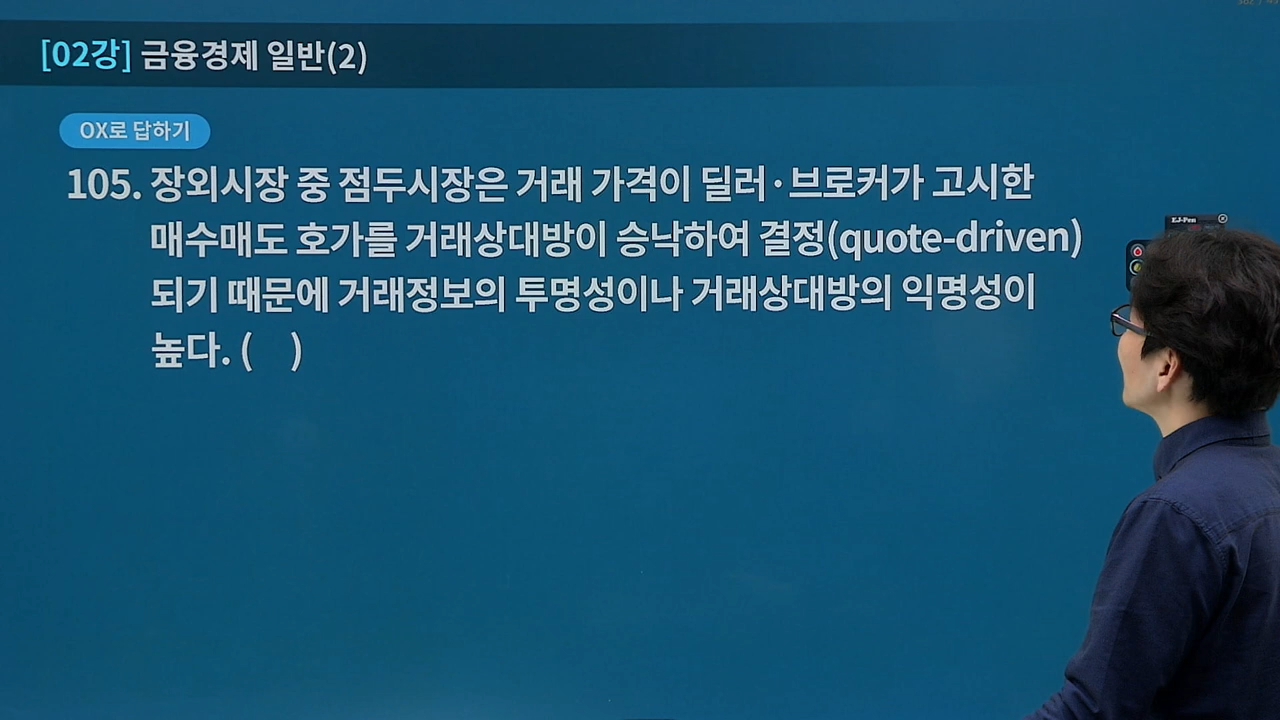 [02강] 금융경제 일반(2)
OX로 답하기
105. 장외시장 중 점두시장은 거래 가격이 딜러·브로커가 고시한
매수매도 호가를 거래상대방이 승낙하여 결정(quote-driven)
되기 때문에 거래정보의 투명성이나 거래상대방의 익명성이
높다. ( )
EJ-Pen